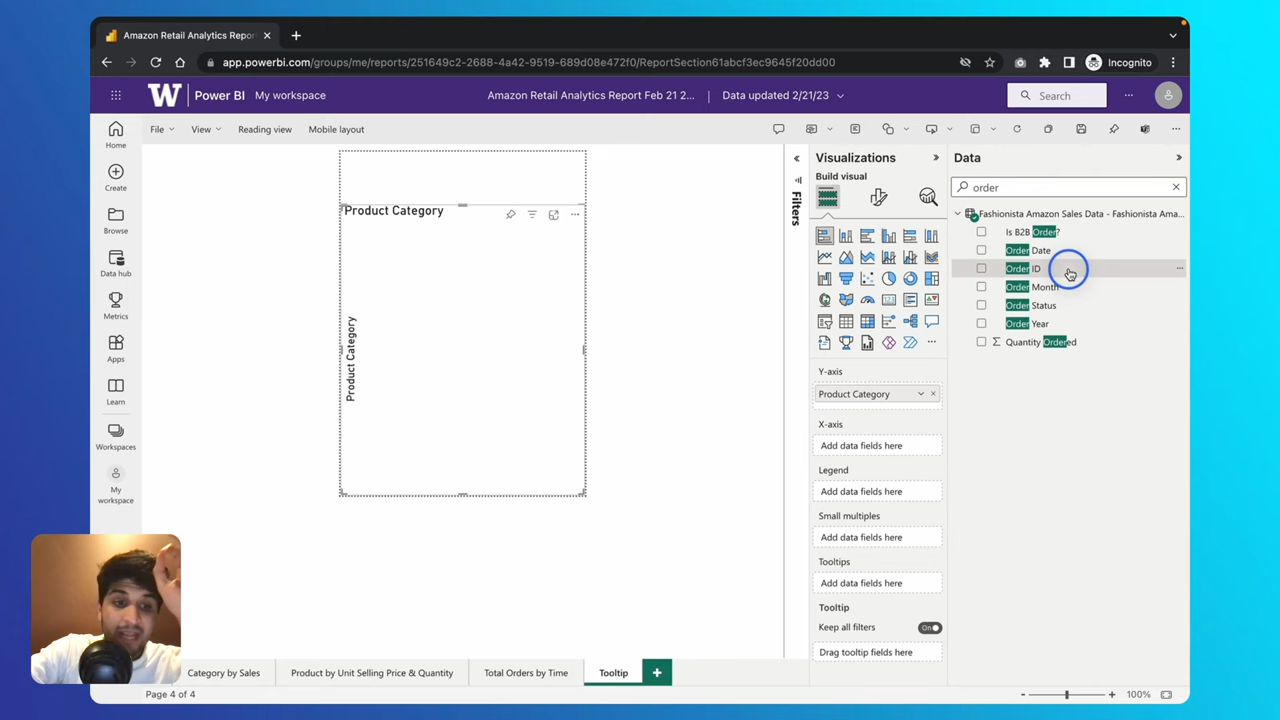 Amazon Retail Analytics Repor
app.powerbi.com/groups/me/reports/251649c2-2688-4a42-9519-689d08e472f0/ReportSection61abcf3ec9645f20dd00
Incognito
W Power BI My workspace
Amazon Retail Analytics Report Feb 21 2... | Data updated 2/21/23
Search
File View Reading view Mobile layout
Home
Create
Browse
Data hub
Metrics
Apps
Learn
Workspaces
My
workspace
Product Category
Product Category
Filters
Visualizations
Build visual
Y-axis
Product Category
X-axis
Add data fields here
Legend
Add data fields here
Small multiples
Add data fields here
Tooltips
Add data fields here
Tooltip
Keep all filters
On
Drag tooltip fields here
Data
order
Fashionista Amazon Sales Data - Fashionista Ama...
Is B2B Order?
Order Date
Order ID
Order Month
Order Status
Order Year
Σ Quantity Ordered
Category by Sales
Product by Unit Selling Price & Quantity
Total Orders by Time
Tooltip
Page 4 of 4
100%